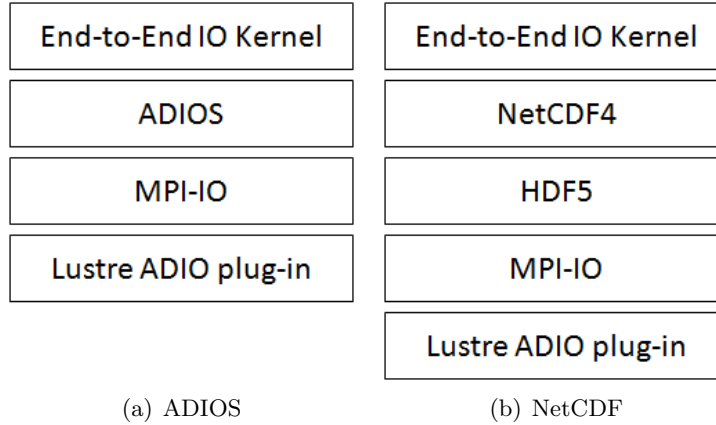 End-to-End IO Kernel
ADIOS
MPI-IO
Lustre ADIO plug-in
(a) ADIOS
End-to-End IO Kernel
NetCDF4
HDF5
MPI-IO
Lustre ADIO plug-in
(b) NetCDF